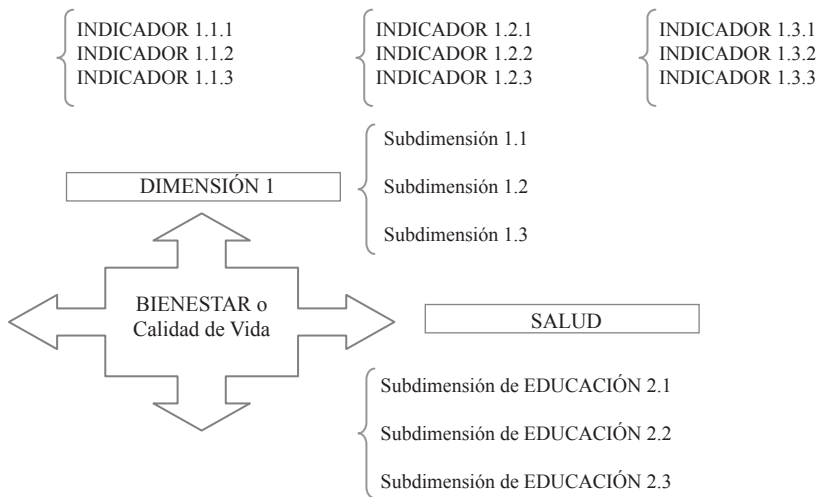 INDICADOR 1.1.1
INDICADOR 1.1.2
INDICADOR 1.1.3
INDICADOR 1.2.1
INDICADOR 1.2.2
INDICADOR 1.2.3
INDICADOR 1.3.1
INDICADOR 1.3.2
INDICADOR 1.3.3
DIMENSIÓN 1
Subdimensión 1.1
Subdimensión 1.2
Subdimensión 1.3
BIENESTAR o
Calidad de Vida
SALUD
Subdimensión de EDUCACIÓN 2.1
Subdimensión de EDUCACIÓN 2.2
Subdimensión de EDUCACIÓN 2.3